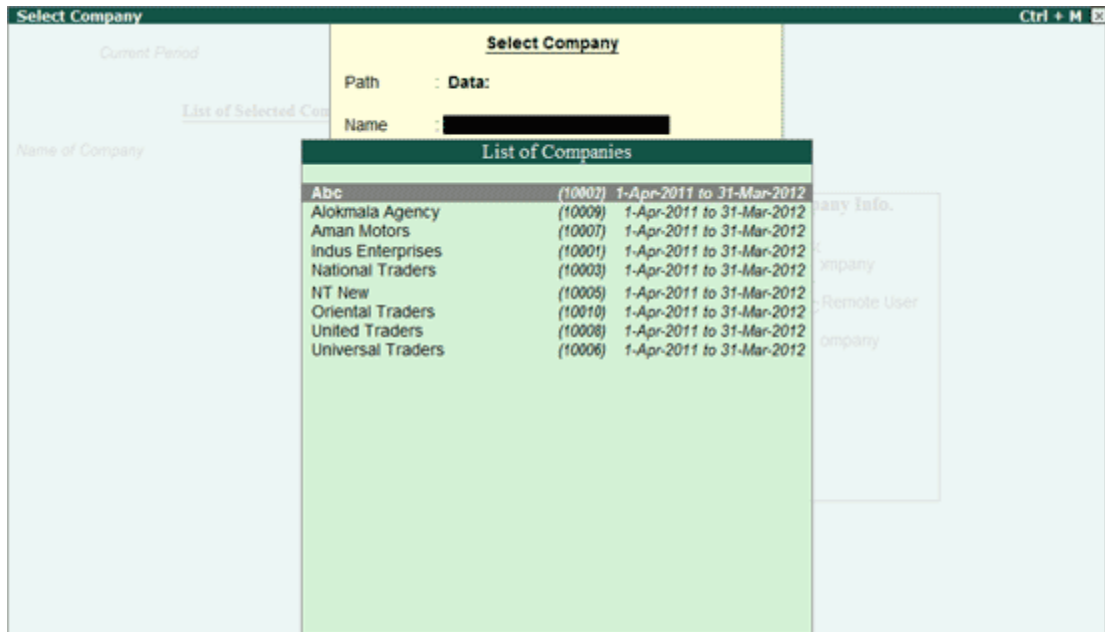 Select Company Ctrl + M
Current Period
Select Company
Path : Data:
List of Selected Con
Name :
Name of Company
List of Companies
Abc (10002) 1-Apr-2011 to 31-Mar-2012
Alokmala Agency (10009) 1-Apr-2011 to 31-Mar-2012
pany Info.
Aman Motors (10007) 1-Apr-2011 to 31-Mar-2012
Indus Enterprises (10001) 1-Apr-2011 to 31-Mar-2012
National Traders (10003) 1-Apr-2011 to 31-Mar-2012
ompany
NT New (10005) 1-Apr-2011 to 31-Mar-2012
Remote User
Oriental Traders (10010) 1-Apr-2011 to 31-Mar-2012
United Traders (10008) 1-Apr-2011 to 31-Mar-2012
ompany
Universal Traders (10006) 1-Apr-2011 to 31-Mar-2012